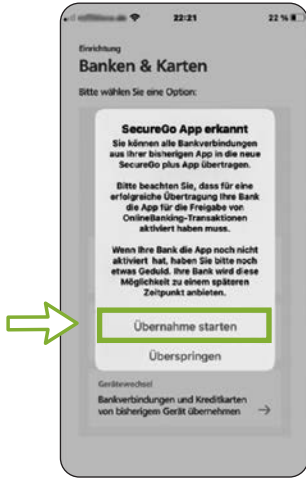 22:21
22 %
Einrichtung
Banken & Karten
Bitte wählen Sie eine Option:
SecureGo App erkannt
Sie können alle Bankverbindungen
aus Ihrer bisherigen App in die neue
SecureGo plus App übertragen.
Bitte beachten Sie, dass für eine
erfolgreiche Übertragung Ihre Bank
die App für die Freigabe von
OnlineBanking-Transaktionen
aktiviert haben muss.
Wenn Ihre Bank die App noch nicht
aktiviert hat, haben Sie bitte noch
etwas Geduld. Ihre Bank wird diese
Möglichkeit zu einem späteren
Zeitpunkt anbieten.
Übernahme starten
Überspringen
Gerätewechsel
Bankverbindungen und Kreditkarten
von bisherigem Gerät übernehmen